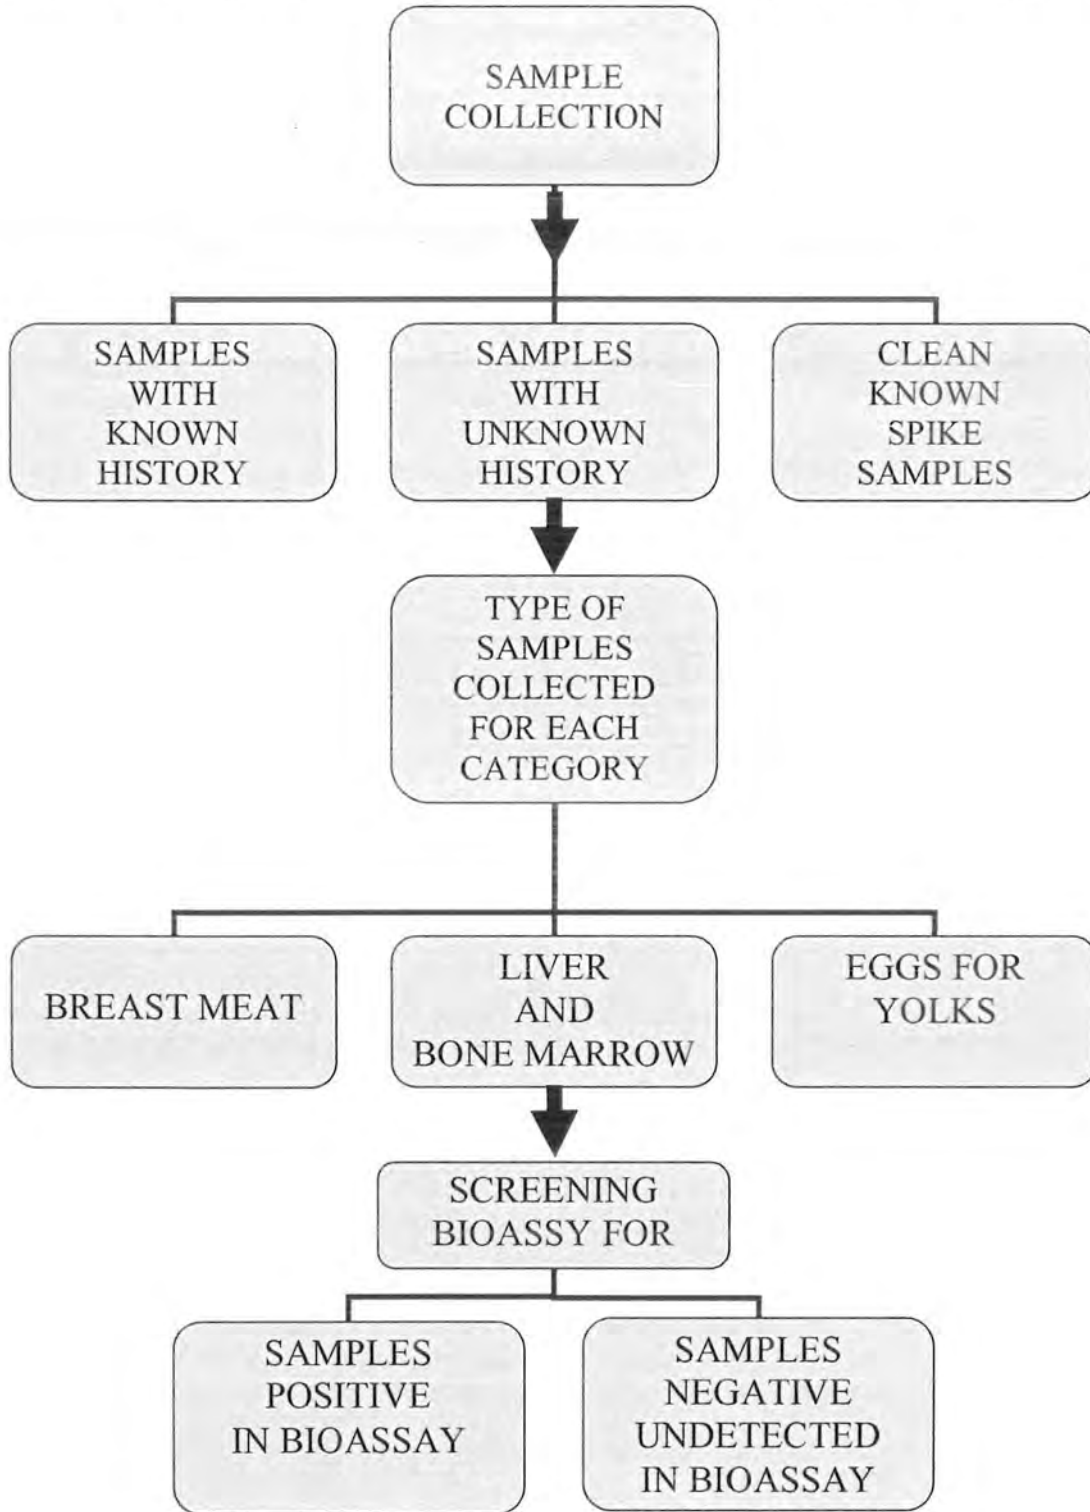 SAMPLE
COLLECTION
SAMPLES
WITH
KNOWN
HISTORY
SAMPLES
WITH
UNKNOWN
HISTORY
CLEAN
KNOWN
SPIKE
SAMPLES
TYPE OF
SAMPLES
COLLECTED
FOR EACH
CATEGORY
BREAST MEAT
LIVER
AND
BONE MARROW
EGGS FOR
YOLKS
SCREENING
BIOASSY FOR
SAMPLES
POSITIVE
IN BIOASSAY
SAMPLES
NEGATIVE
UNDETECTED
IN BIOASSAY